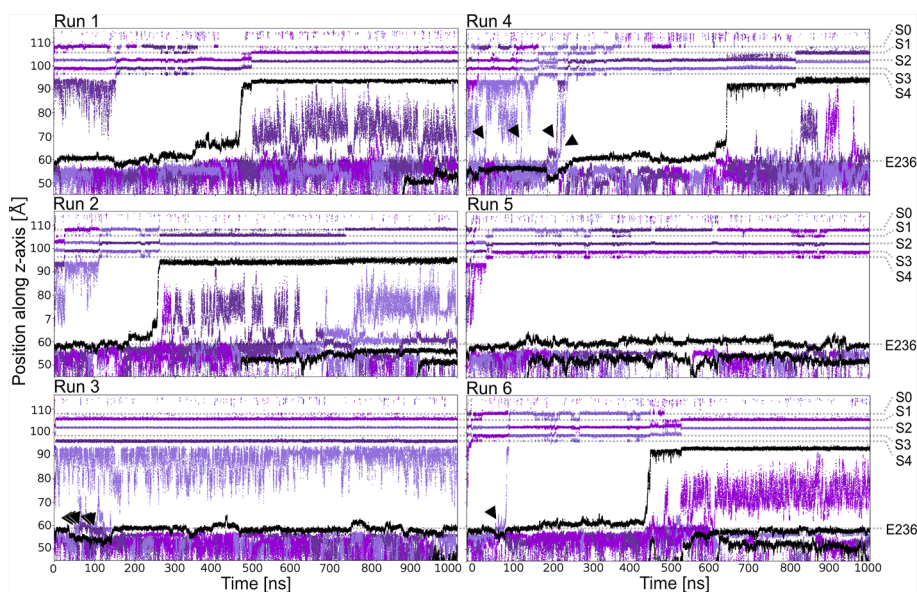 Run 1
Run 4
110
100
90
80
70
60
50
S0
S1
S2
S3
S4
E236
Run 2
Run 5
110
100
90
80
7
60
50
S0
S1
S2
S3
S4
E236
Run 3
Run 6
110
100
90
80
70
60
50
S0
S1
S2
S3
S4
E236
Position along z-axis [Å]
0 100 200 300 400 500 600 700 800 900 1000
0 100 200 300 400 500 600 700 800 900 1000
Time [ns]
Time [ns]